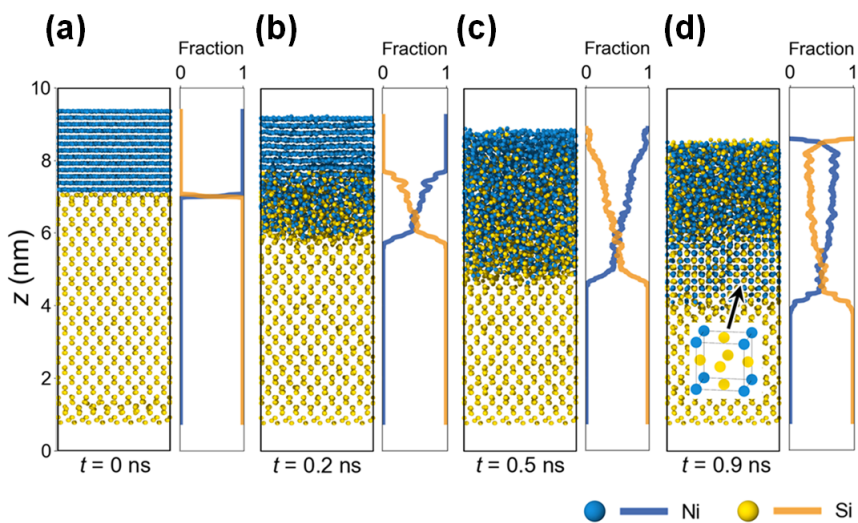 (a) (b) (c) (d)
Fraction Fraction Fraction Fraction
0 1 0 1 0 1 0 1
10
8
6
4
2
0
z (nm)
t = 0 ns t = 0.2 ns t = 0.5 ns t = 0.9 ns
Ni Si